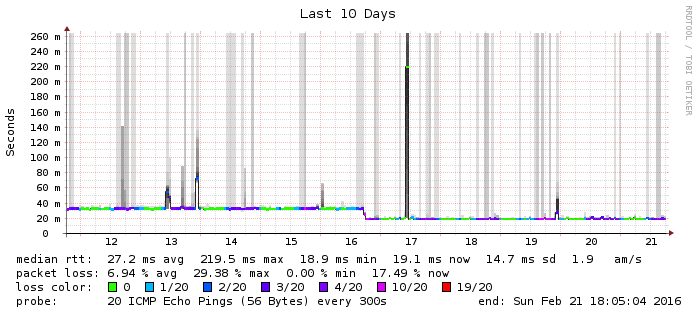 Last 10 Days
RRDTOOL / TOBI OETIKER
Seconds
260 m
240 m
220 m
200 m
180 m
160 m
140 m
120 m
100 m
80 m
60 m
40 m
20 m
0
12 13 14 15 16 17 18 19 20 21
median rtt: 27.2 ms avg 219.5 ms max 18.9 ms min 19.1 ms now 14.7 ms sd 1.9 am/s
packet loss: 6.94 % avg 29.38 % max 0.00 % min 17.49 % now
loss color: 0 1/20 2/20 3/20 4/20 10/20 19/20
probe: 20 ICMP Echo Pings (56 Bytes) every 300s end: Sun Feb 21 18:05:04 2016